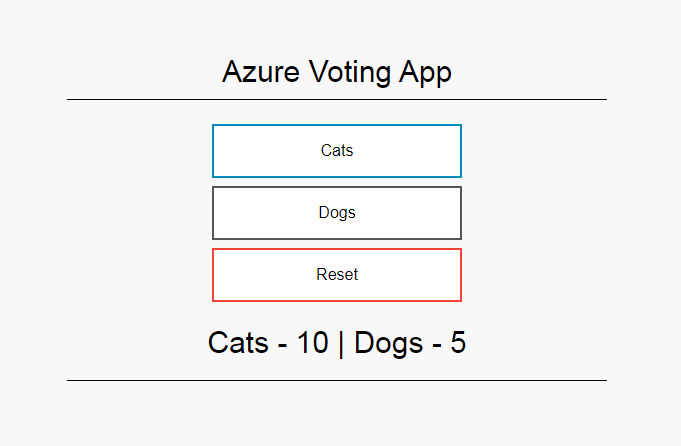 Azure Voting App
Cats
Dogs
Reset
Cats - 10 | Dogs - 5